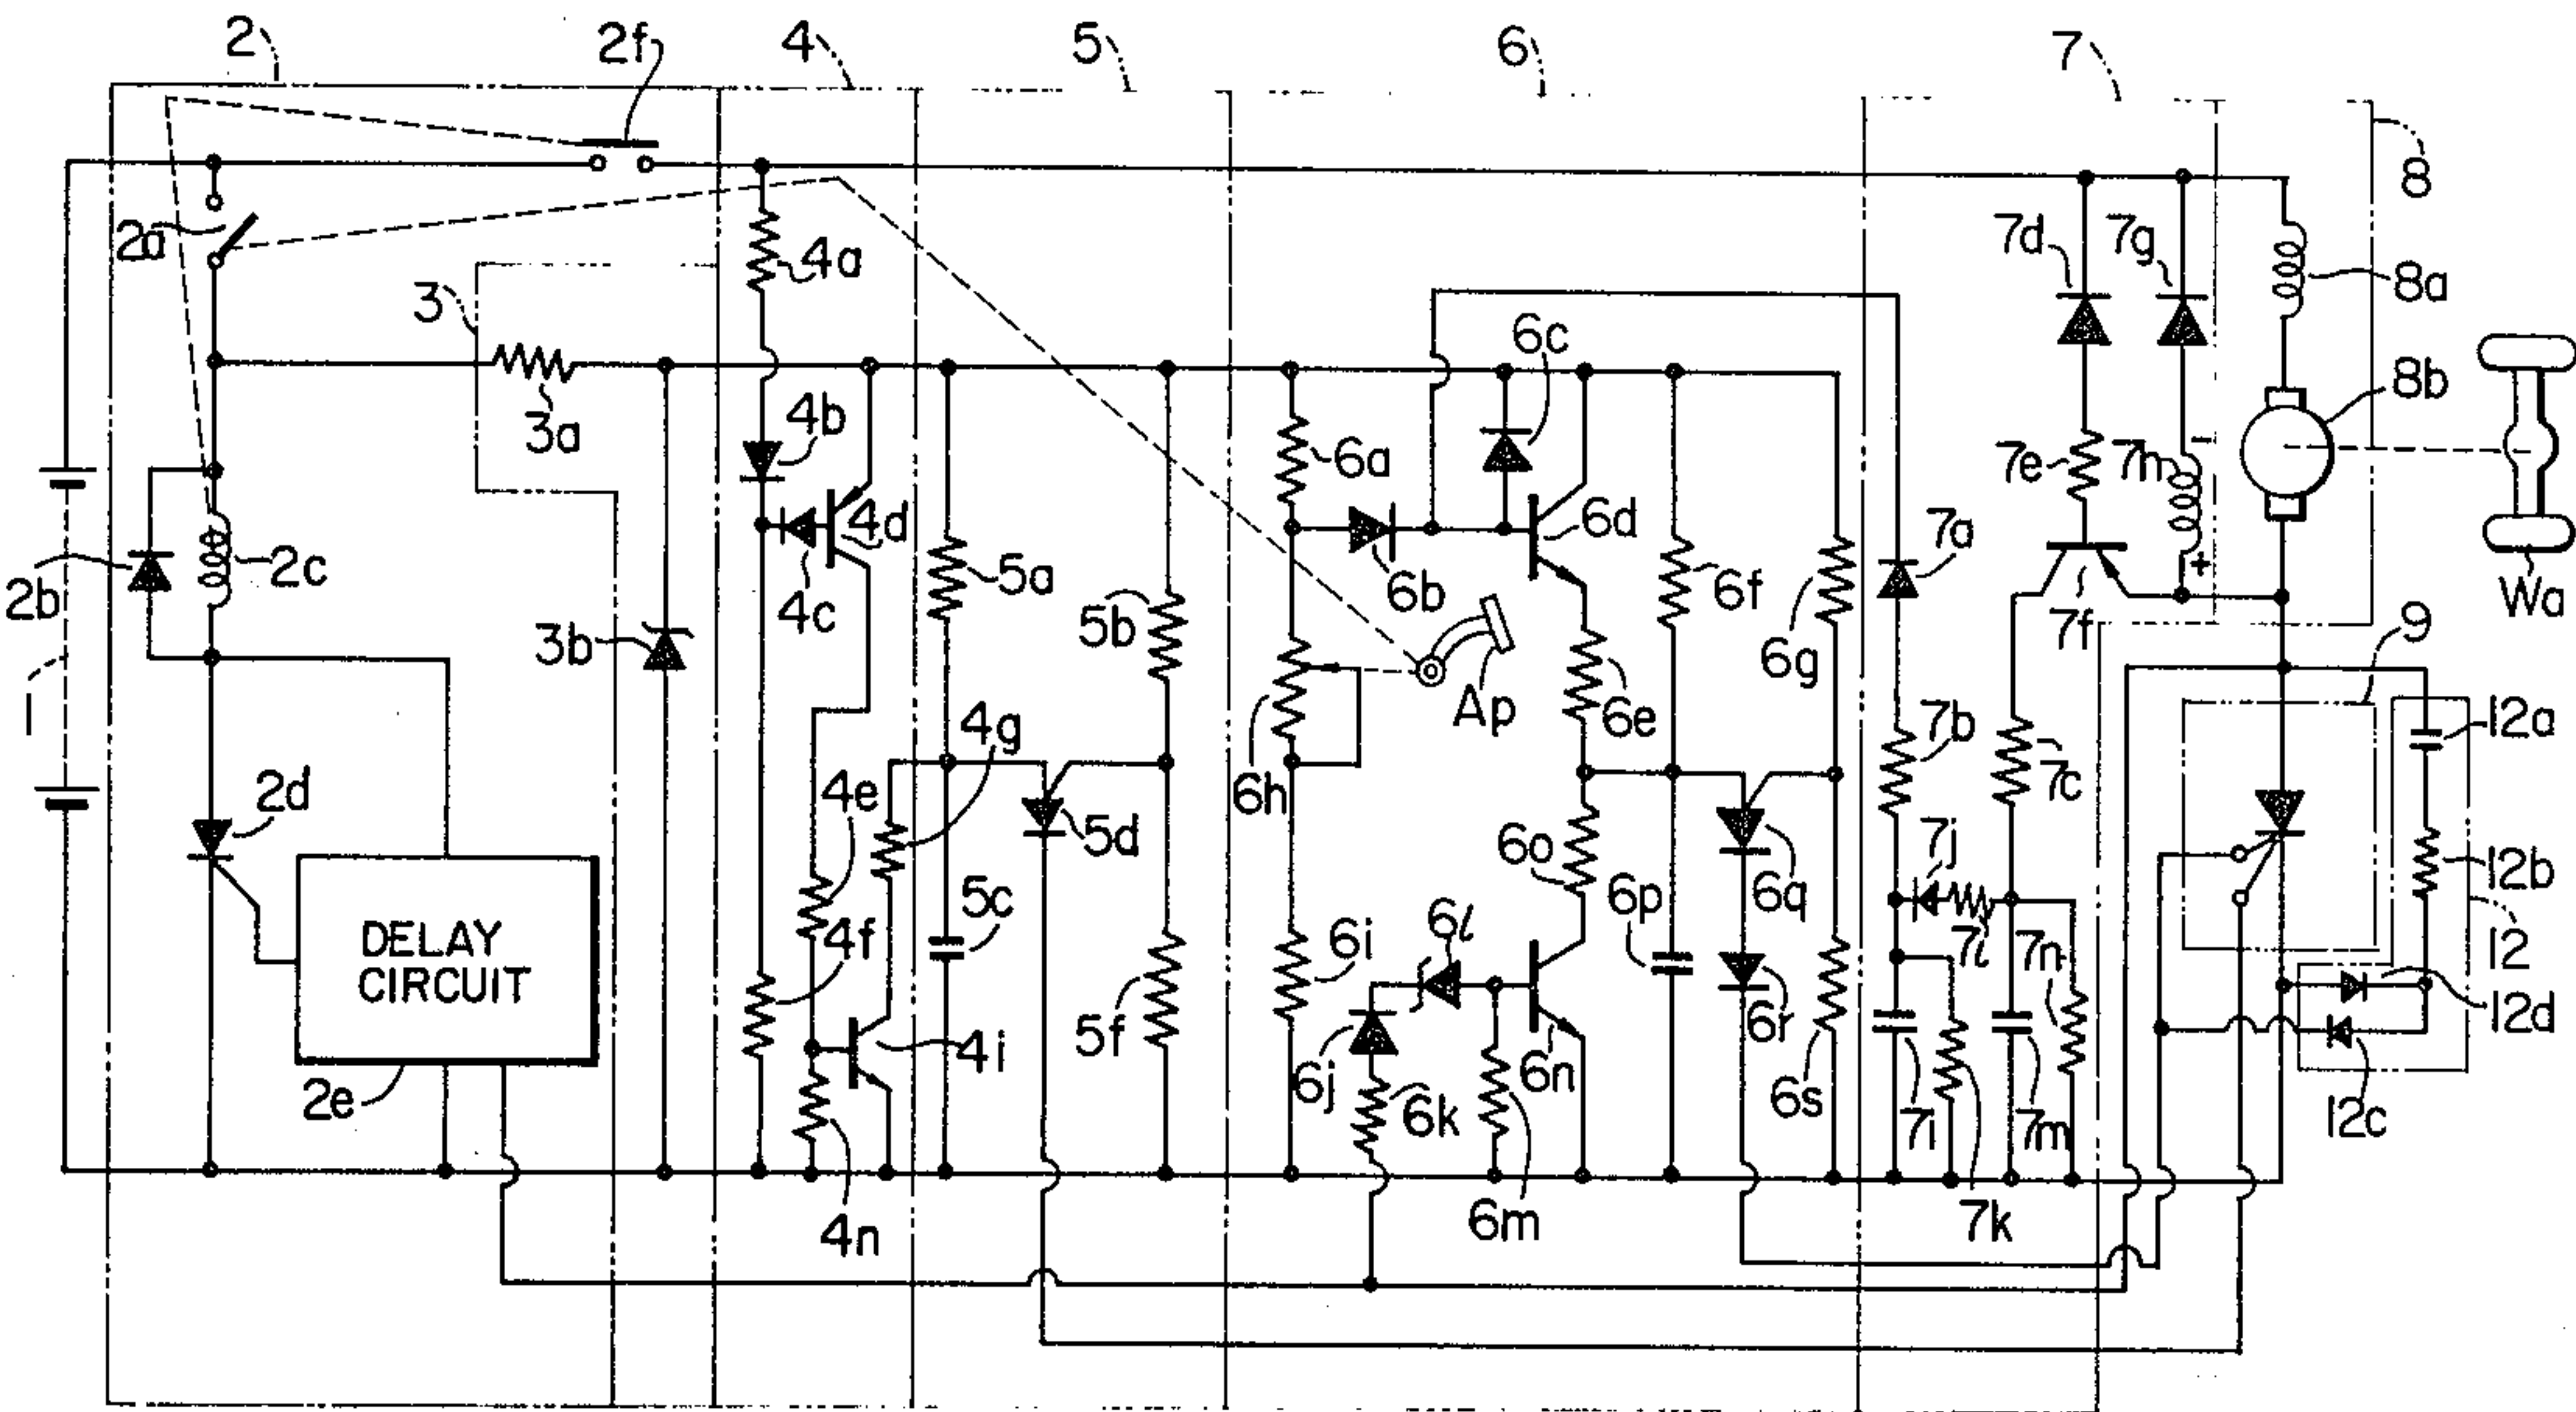 2
2f
4
5
6
7
8
2a
4a
7d
7g
8a
3
6c
3a
4b
6a
8b
7e
7h
-
2b
2c
4c
4d
5a
6b
6d
6f
7a
+
7f
Wa
1
3b
5b
6e
6g
9
6h
Ap
7b
7c
12a
2d
4e
4g
5d
6o
6q
7j
12b
DELAY
CIRCUIT
4f
5c
6i
6l
6p
7l
7n
12
12d
2e
4i
5f
6j
6k
6n
6r
6s
7i
7m
12c
4n
6m
7k